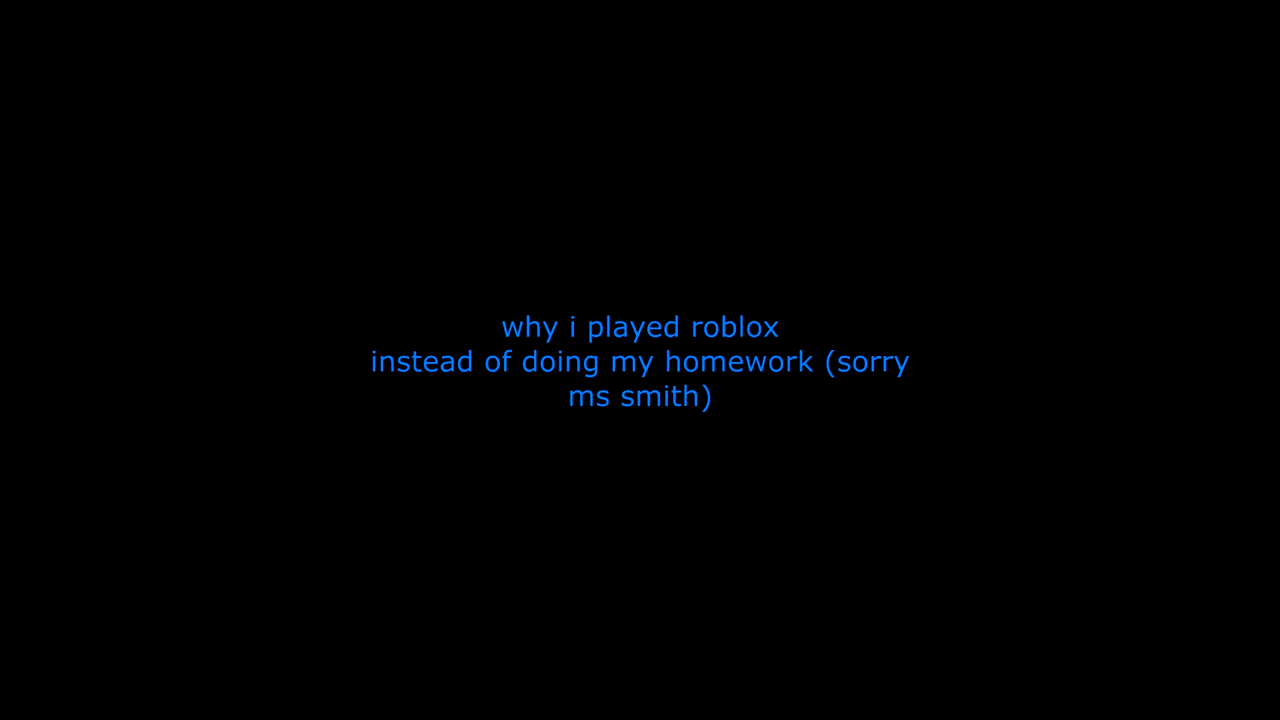 why i played roblox
instead of doing my homework (sorry
ms smith)